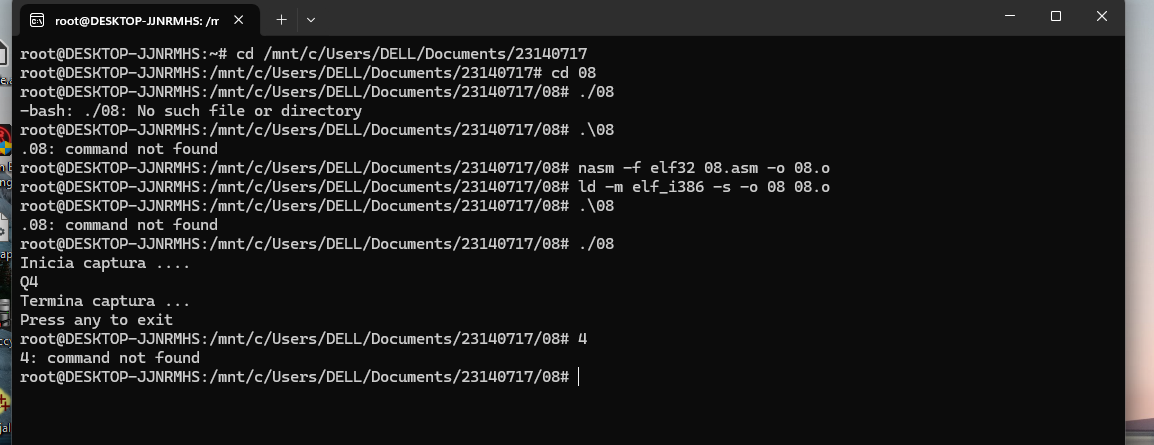 root@DESKTOP-JJNRMHS: /m
root@DESKTOP-JJNRMHS:~# cd /mnt/c/Users/DELL/Documents/23140717
root@DESKTOP-JJNRMHS:/mnt/c/Users/DELL/Documents/23140717# cd 08
root@DESKTOP-JJNRMHS:/mnt/c/Users/DELL/Documents/23140717/08# ./08
-bash: ./08: No such file or directory
root@DESKTOP-JJNRMHS:/mnt/c/Users/DELL/Documents/23140717/08# .\08
.08: command not found
root@DESKTOP-JJNRMHS:/mnt/c/Users/DELL/Documents/23140717/08# nasm -f elf32 08.asm -o 08.o
root@DESKTOP-JJNRMHS:/mnt/c/Users/DELL/Documents/23140717/08# ld -m elf_i386 -s -o 08 08.o
root@DESKTOP-JJNRMHS:/mnt/c/Users/DELL/Documents/23140717/08# .\08
.08: command not found
root@DESKTOP-JJNRMHS:/mnt/c/Users/DELL/Documents/23140717/08# ./08
Inicia captura ....
Q4
Termina captura ...
Press any to exit
root@DESKTOP-JJNRMHS:/mnt/c/Users/DELL/Documents/23140717/08# 4
4: command not found
root@DESKTOP-JJNRMHS:/mnt/c/Users/DELL/Documents/23140717/08#